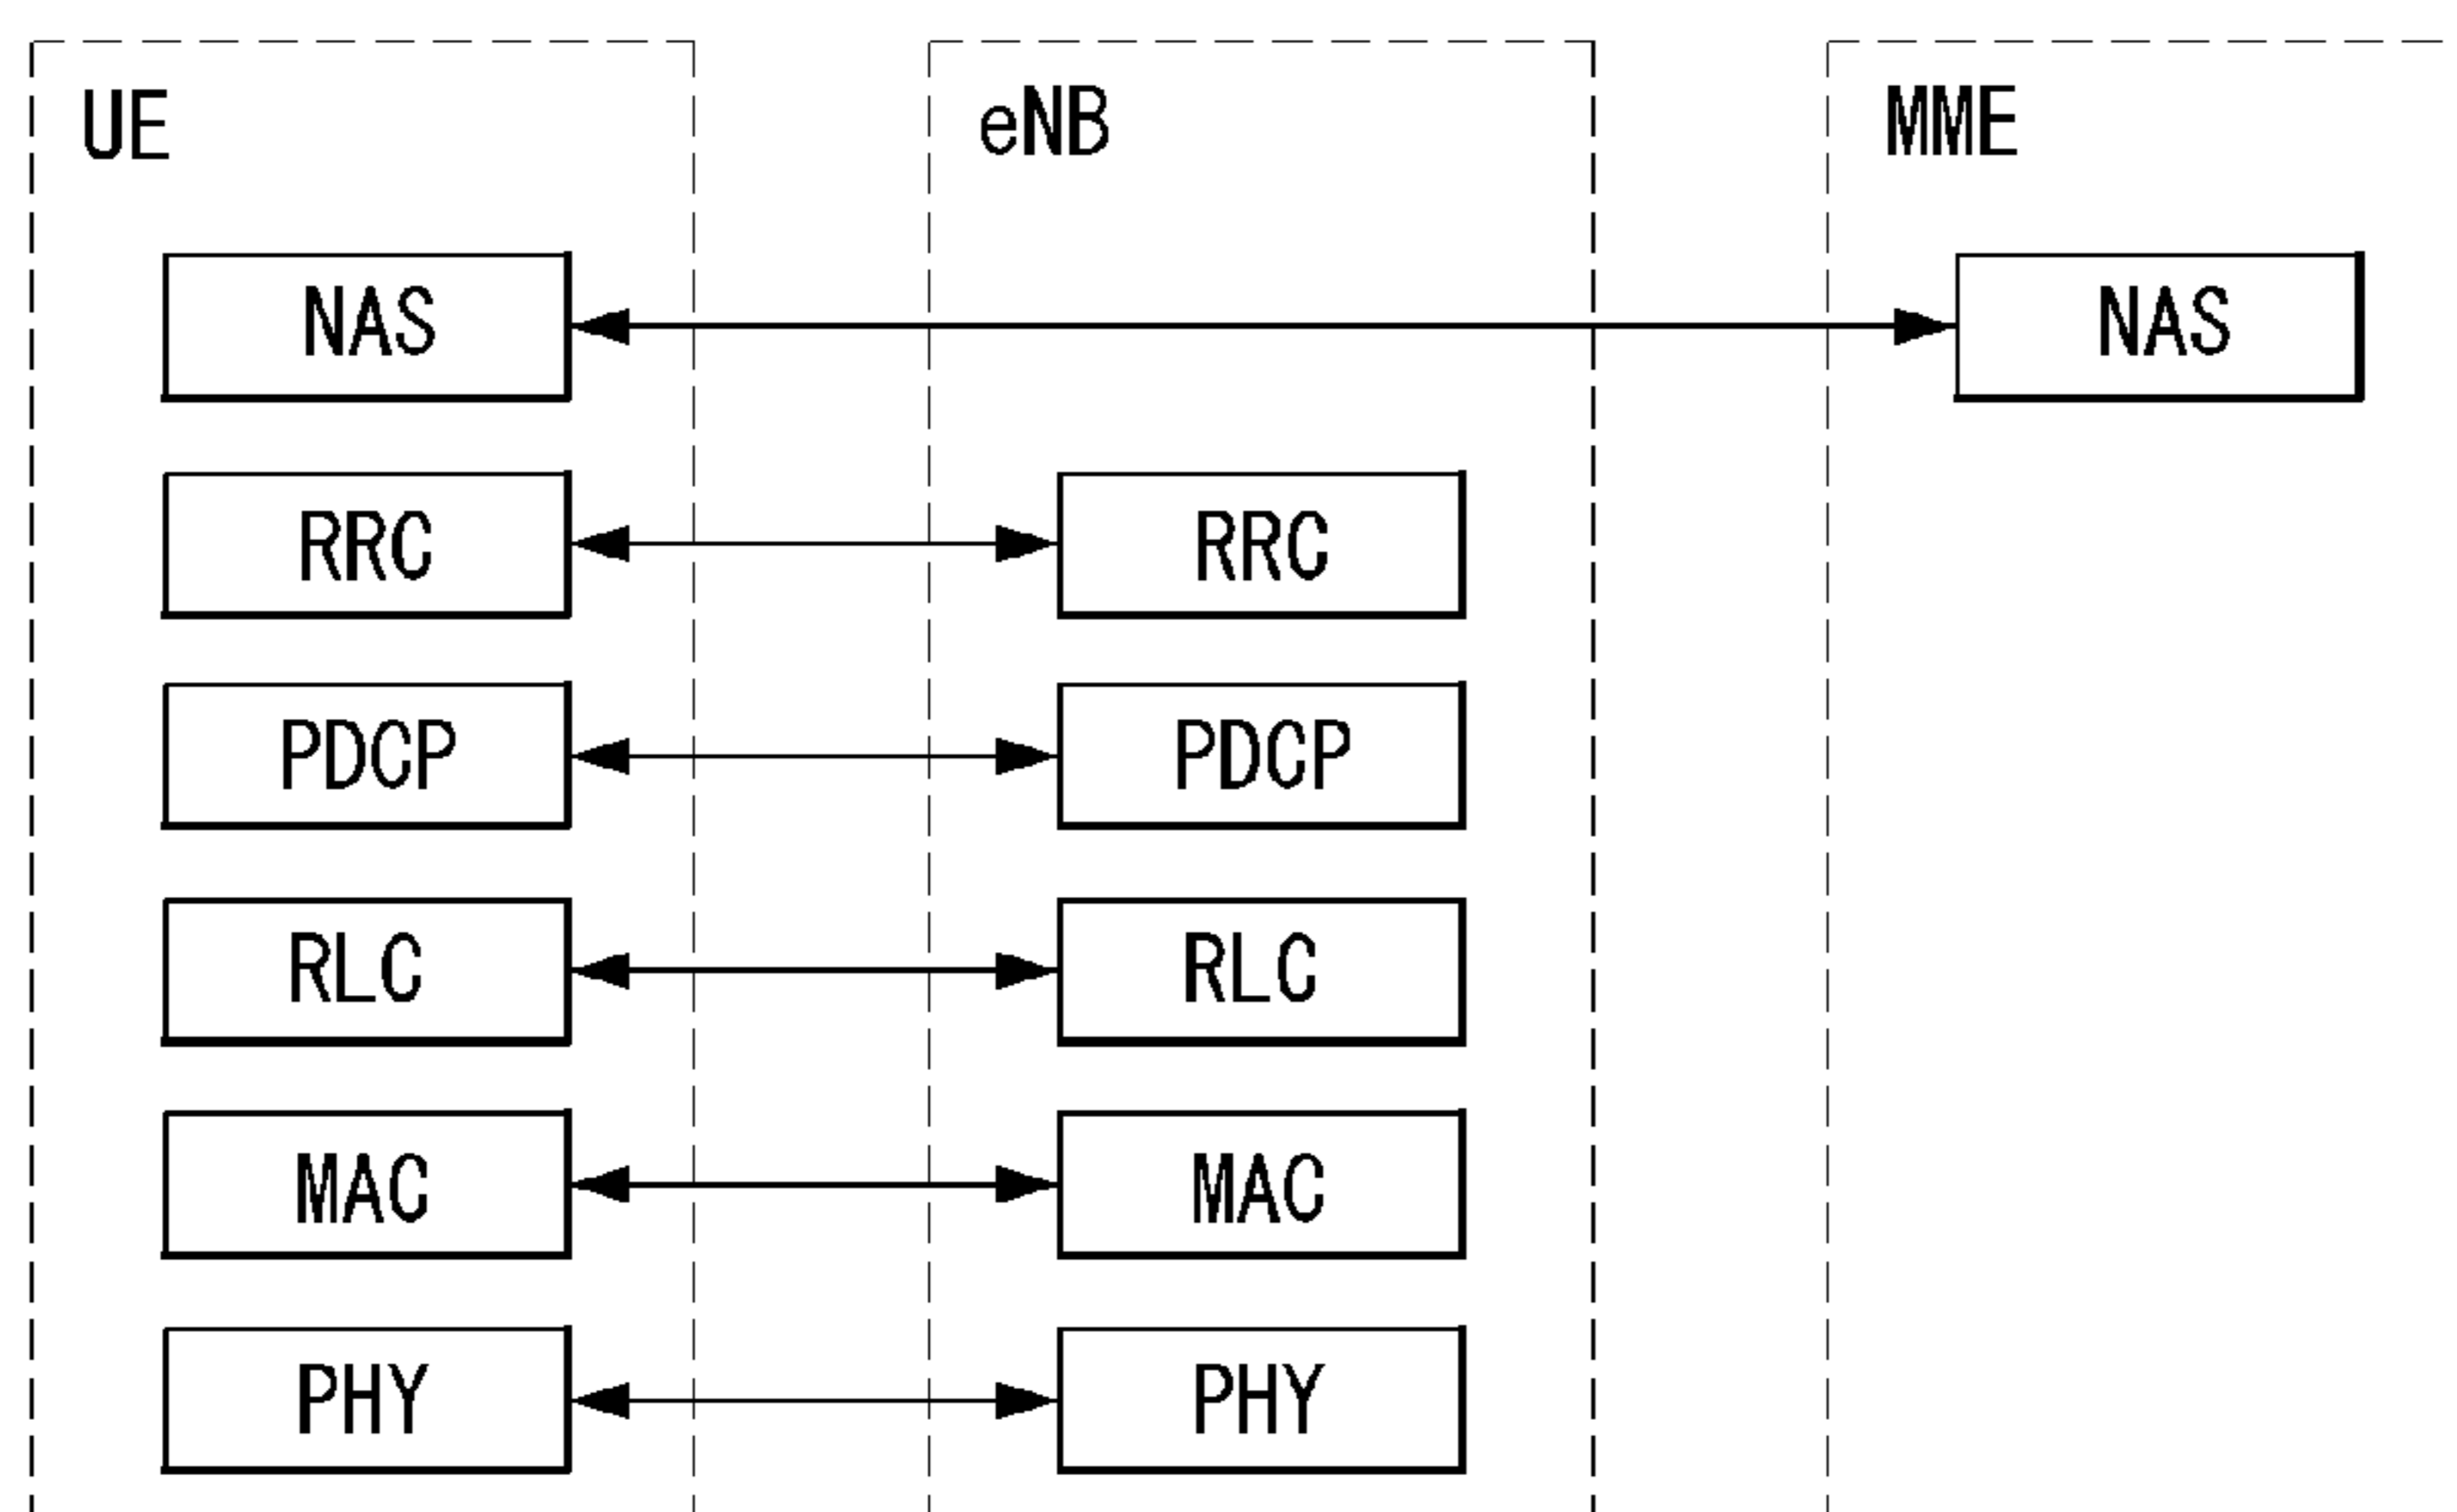 UE eNB MME
NAS NAS
RRC RRC
PDCP PDCP
RLC RLC
MAC MAC
PHY PHY